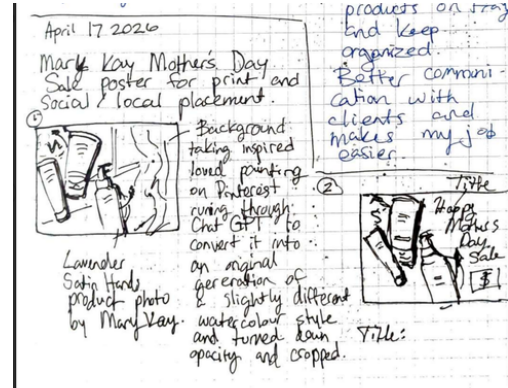 April 17 2026
Mary Kay Mother's Day
Sale poster for print and
social / local placement.
①
Background:
taking inspired
loved painting
on Pinterest
runing through
Chat GPT to
convert it into
an original
generation of
a slightly different
watercolour style
and turned down
opacity and cropped.
Lavender
Satin Hands
product photo
by Mary Kay.
products on tray
and keep
organized.
Better communi-
cation with
clients and
makes my job
easier.
②
Title
Happy
Mothers
Day
Sale
$
Title: